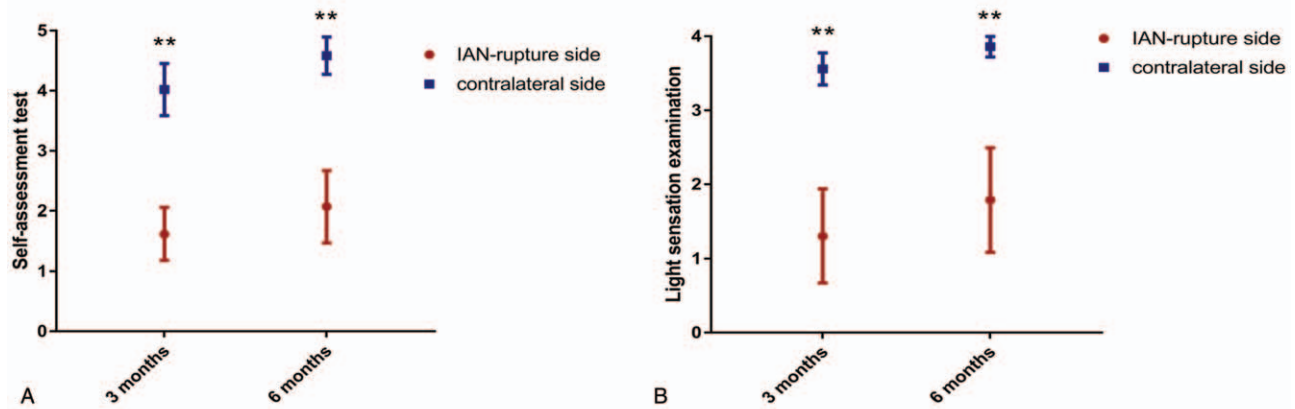 **
**
5
4
3
2
1
0
Self-assessment test
3 months
6 months
IAN-rupture side
contralateral side
A
**
**
4
3
2
1
0
Light sensation examination
3 months
6 months
IAN-rupture side
contralateral side
B